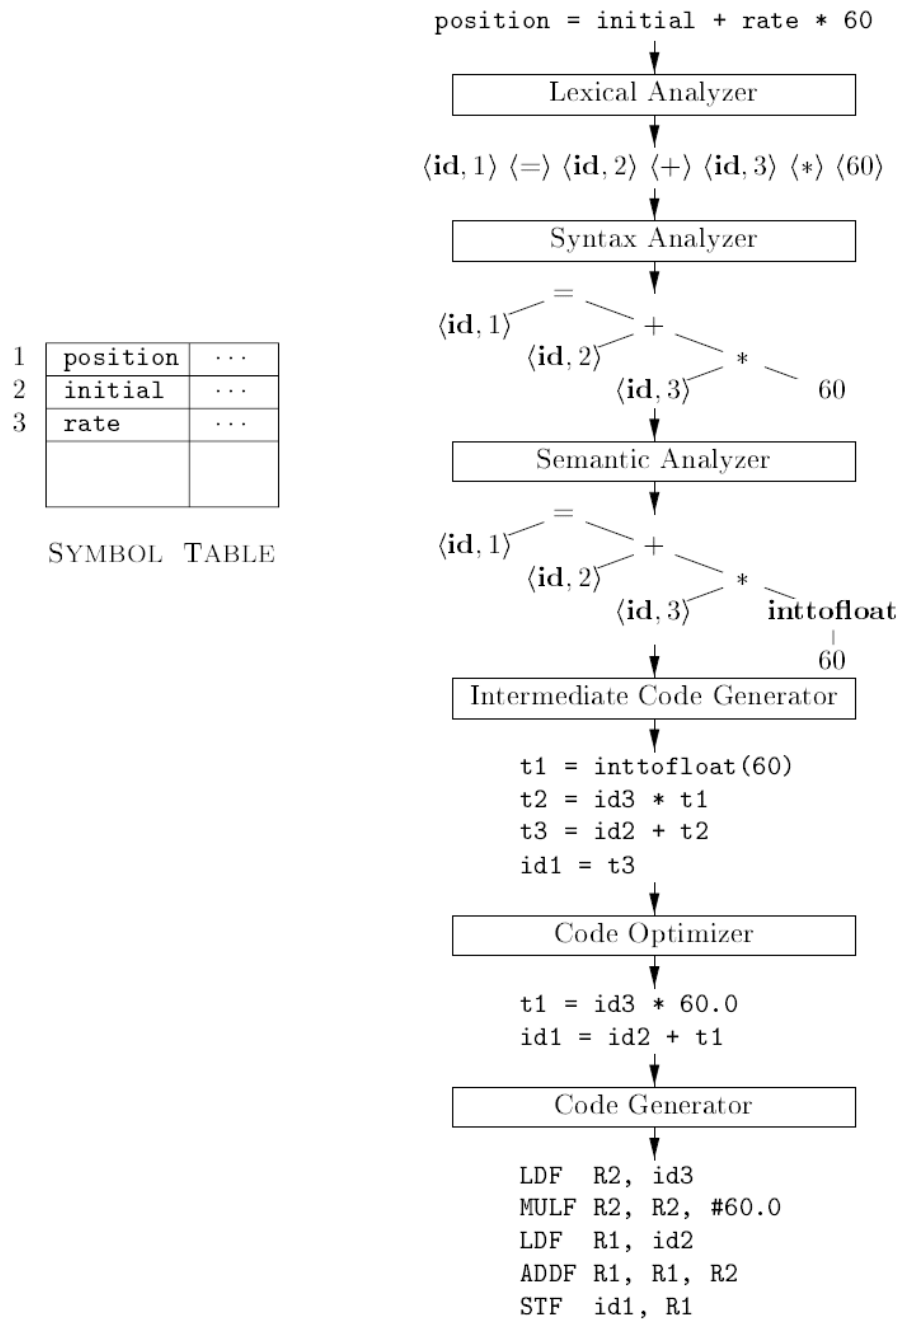 position = initial + rate * 60
Lexical Analyzer
⟨id, 1⟩ ⟨=⟩ ⟨id, 2⟩ ⟨+⟩ ⟨id, 3⟩ ⟨*⟩ ⟨60⟩
Syntax Analyzer
=
⟨id, 1⟩ +
⟨id, 2⟩ *
⟨id, 3⟩ 60
1 position ...
2 initial ...
3 rate ...
SYMBOL TABLE
Semantic Analyzer
=
⟨id, 1⟩ +
⟨id, 2⟩ *
⟨id, 3⟩ inttofloat
60
Intermediate Code Generator
t1 = inttofloat(60)
t2 = id3 * t1
t3 = id2 + t2
id1 = t3
Code Optimizer
t1 = id3 * 60.0
id1 = id2 + t1
Code Generator
LDF R2, id3
MULF R2, R2, #60.0
LDF R1, id2
ADDF R1, R1, R2
STF id1, R1